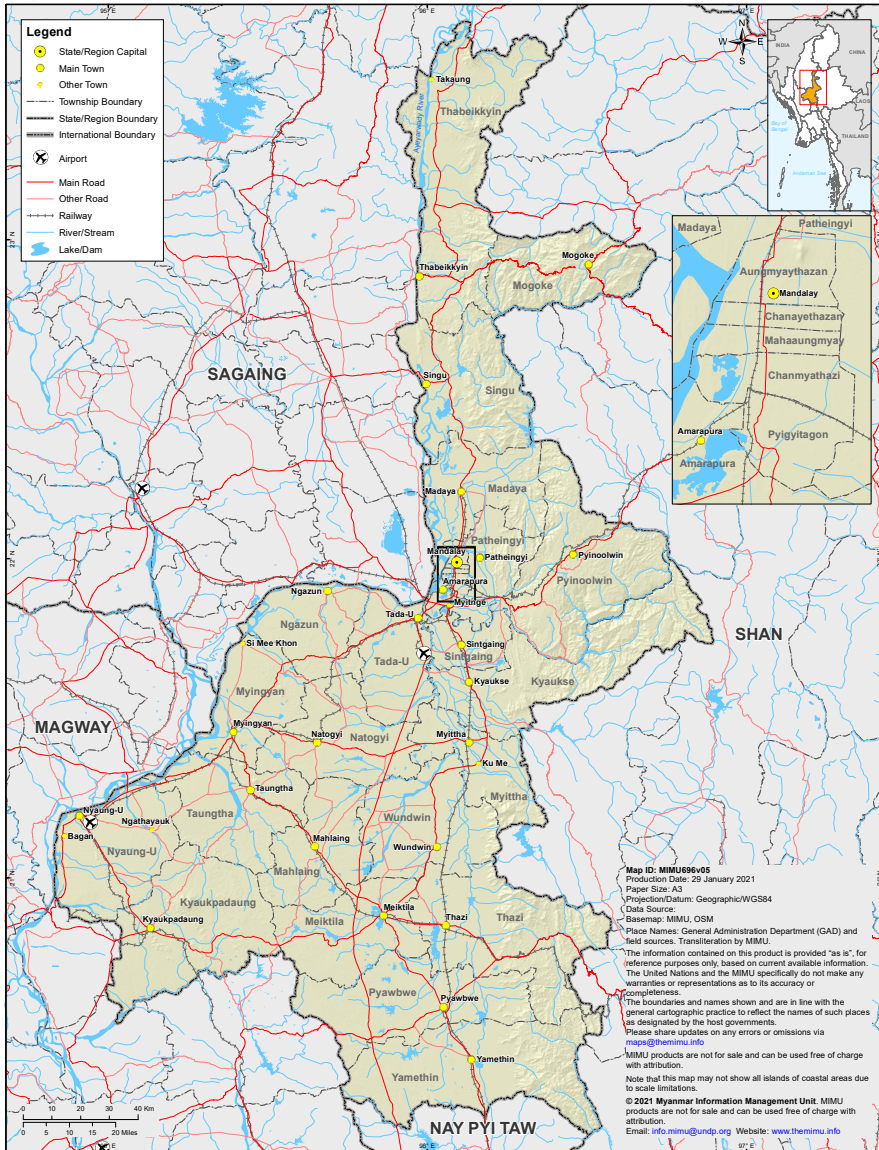 95°E
96°E
97°E
Legend
State/Region Capital
Main Town
Other Town
Township Boundary
State/Region Boundary
International Boundary
Airport
Main Road
Other Road
Railway
River/Stream
Lake/Dam
N
W
E
S
INDIA
CHINA
LAOS
THAILAND
Bay of
Bengal
Andaman Sea
Takaung
Thabeikkyin
Ayeyarwady River
23°N
Thabeikkyin
Mogoke
Mogoke
Madaya
Patheingyi
Aungmyaythazan
Mandalay
Chanayethazan
Mahaaungmyay
Chanmyathazi
Amarapura
Pyigyitagon
Amarapura
SAGAING
Singu
Singu
Madaya
Madaya
Patheingyi
Mandalay
Patheingyi
Pyinoolwin
Pyinoolwin
22°N
Amarapura
Myitnge
Ngazun
Ngazun
Tada-U
SHAN
Si Mee Khon
Sintgaing
Sintgaing
Tada-U
Kyaukse
Kyaukse
Myingyan
MAGWAY
Myingyan
Natogyi
Natogyi
Myittha
Ku Me
Taungtha
Myittha
Nyaung-U
Taungtha
Wundwin
Ngathayauk
Bagan
Nyaung-U
Mahlaing
Wundwin
Mahlaing
Kyaukpadaung
Meiktila
Meiktila
Thazi
Thazi
Kyaukpadaung
Pyawbwe
Pyawbwe
Yamethin
Yamethin
NAY PYI TAW
Map ID: MIMU696v05
Production Date: 29 January 2021
Paper Size: A3
Projection/Datum: Geographic/WGS84
Data Source:
Basemap: MIMU, OSM
Place Names: General Administration Department (GAD) and
field sources. Transliteration by MIMU.
The information contained on this product is provided "as is", for
reference purposes only, based on current available information.
The United Nations and the MIMU specifically do not make any
warranties or representations as to its accuracy or
completeness.
The boundaries and names shown and are in line with the
general cartographic practice to reflect the names of such places
as designated by the host governments.
Please share updates on any errors or omissions via
maps@themimu.info
MIMU products are not for sale and can be used free of charge
with attribution.
Note that this map may not show all islands of coastal areas due
to scale limitations.
© 2021 Myanmar Information Management Unit. MIMU
products are not for sale and can be used free of charge with
attribution.
Email: info.mimu@undp.org Website: www.themimu.info
0 10 20 30 40 Km
0 5 10 20 Miles
E
96°E
97°E